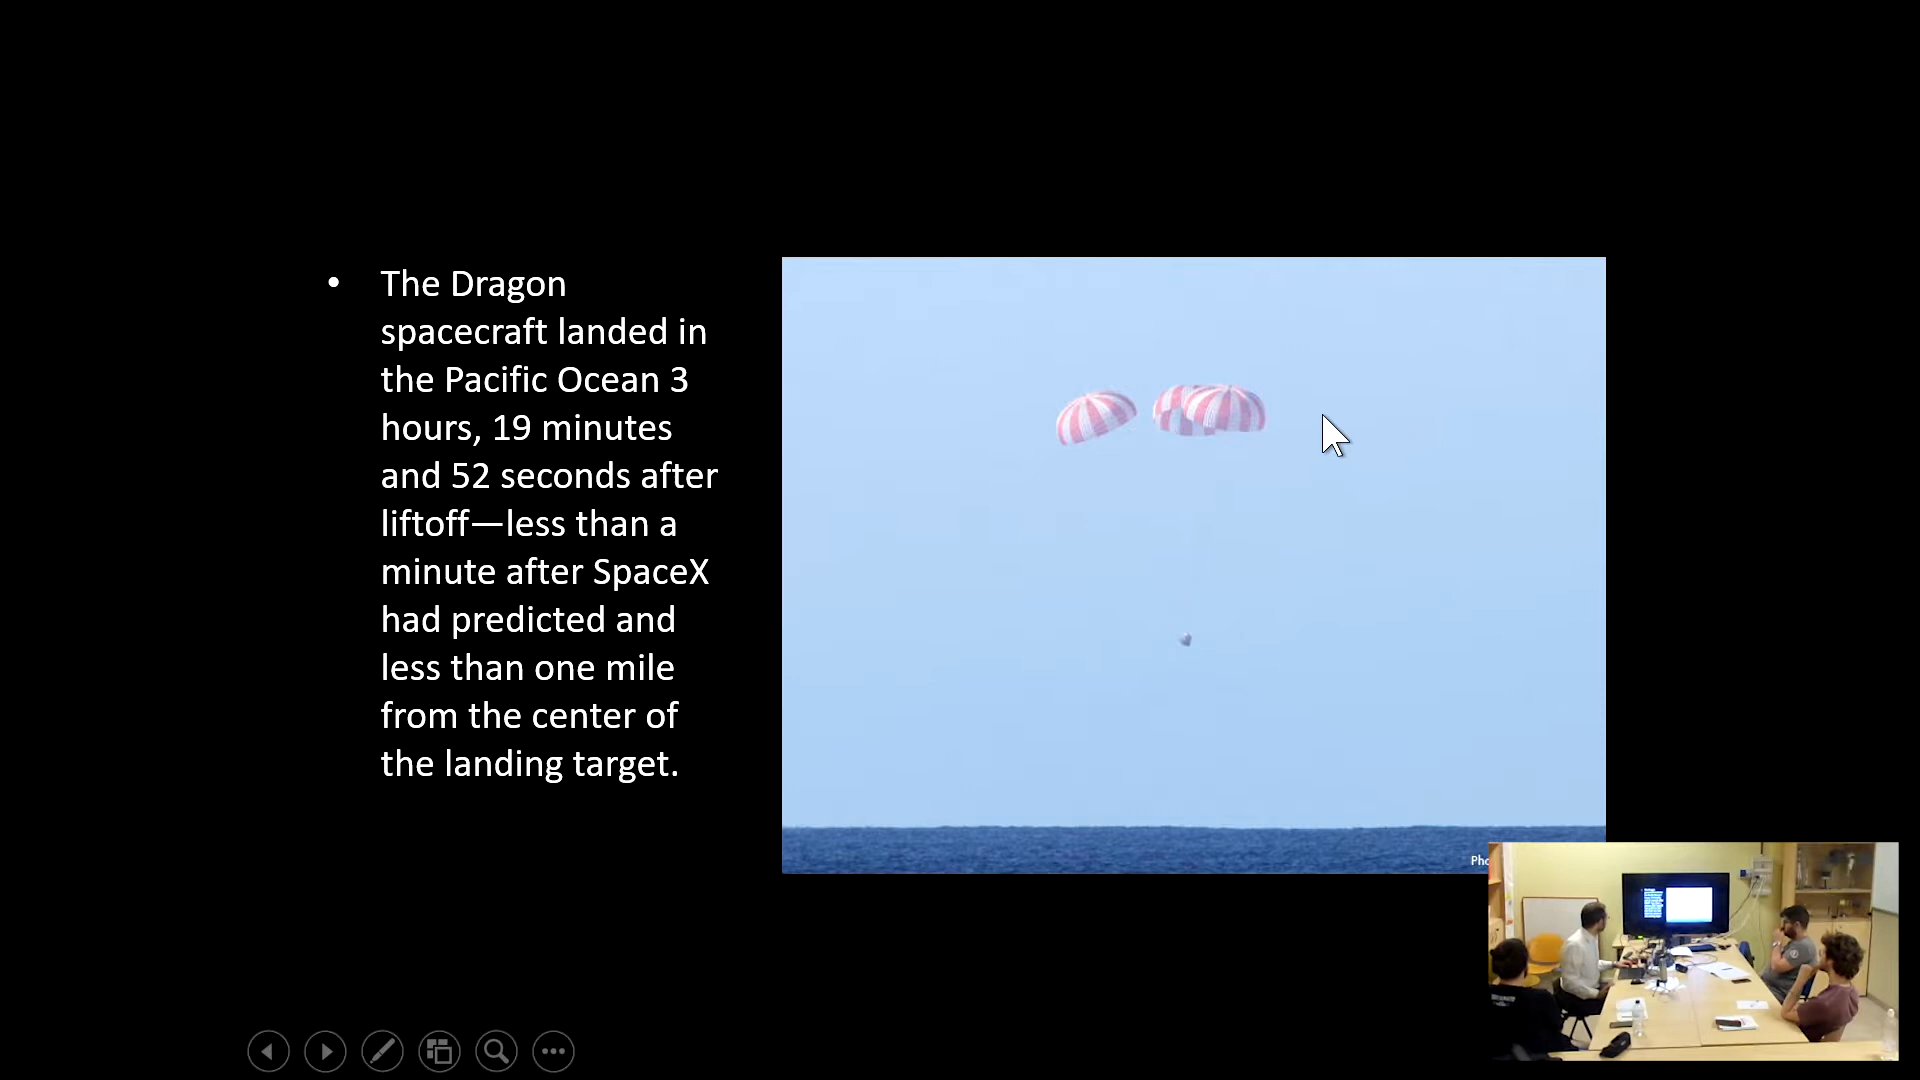 • The Dragon
spacecraft landed in
the Pacific Ocean 3
hours, 19 minutes
and 52 seconds after
liftoff—less than a
minute after SpaceX
had predicted and
less than one mile
from the center of
the landing target.